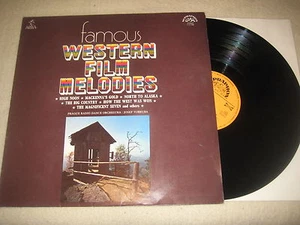 famous
WESTERN
FILM
MELODIES
★ HIGH NOON ★ MACKENNA'S GOLD ★ NORTH TO ALASKA ★
★ THE BIG COUNTRY ★ HOW THE WEST WAS WON ★
★ THE MAGNIFICENT SEVEN and others ★
PRAGUE RADIO DANCE ORCHESTRA · JOSEF VOBRUBA